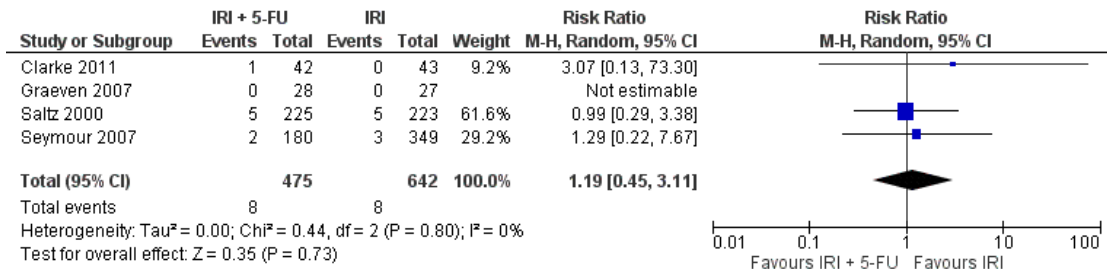 IRI + 5-FU IRI Risk Ratio Risk Ratio
Study or Subgroup Events Total Events Total Weight M-H, Random, 95% CI M-H, Random, 95% CI
Clarke 2011 1 42 0 43 9.2% 3.07 [0.13, 73.30]
Graeven 2007 0 28 0 27 Not estimable
Saltz 2000 5 225 5 223 61.6% 0.99 [0.29, 3.38]
Seymour 2007 2 180 3 349 29.2% 1.29 [0.22, 7.67]
Total (95% CI) 475 642 100.0% 1.19 [0.45, 3.11]
Total events 8 8
Heterogeneity: Tau² = 0.00; Chi² = 0.44, df = 2 (P = 0.80); I² = 0%
Test for overall effect: Z = 0.35 (P = 0.73)
0.01 0.1 1 10 100
Favours IRI + 5-FU Favours IRI